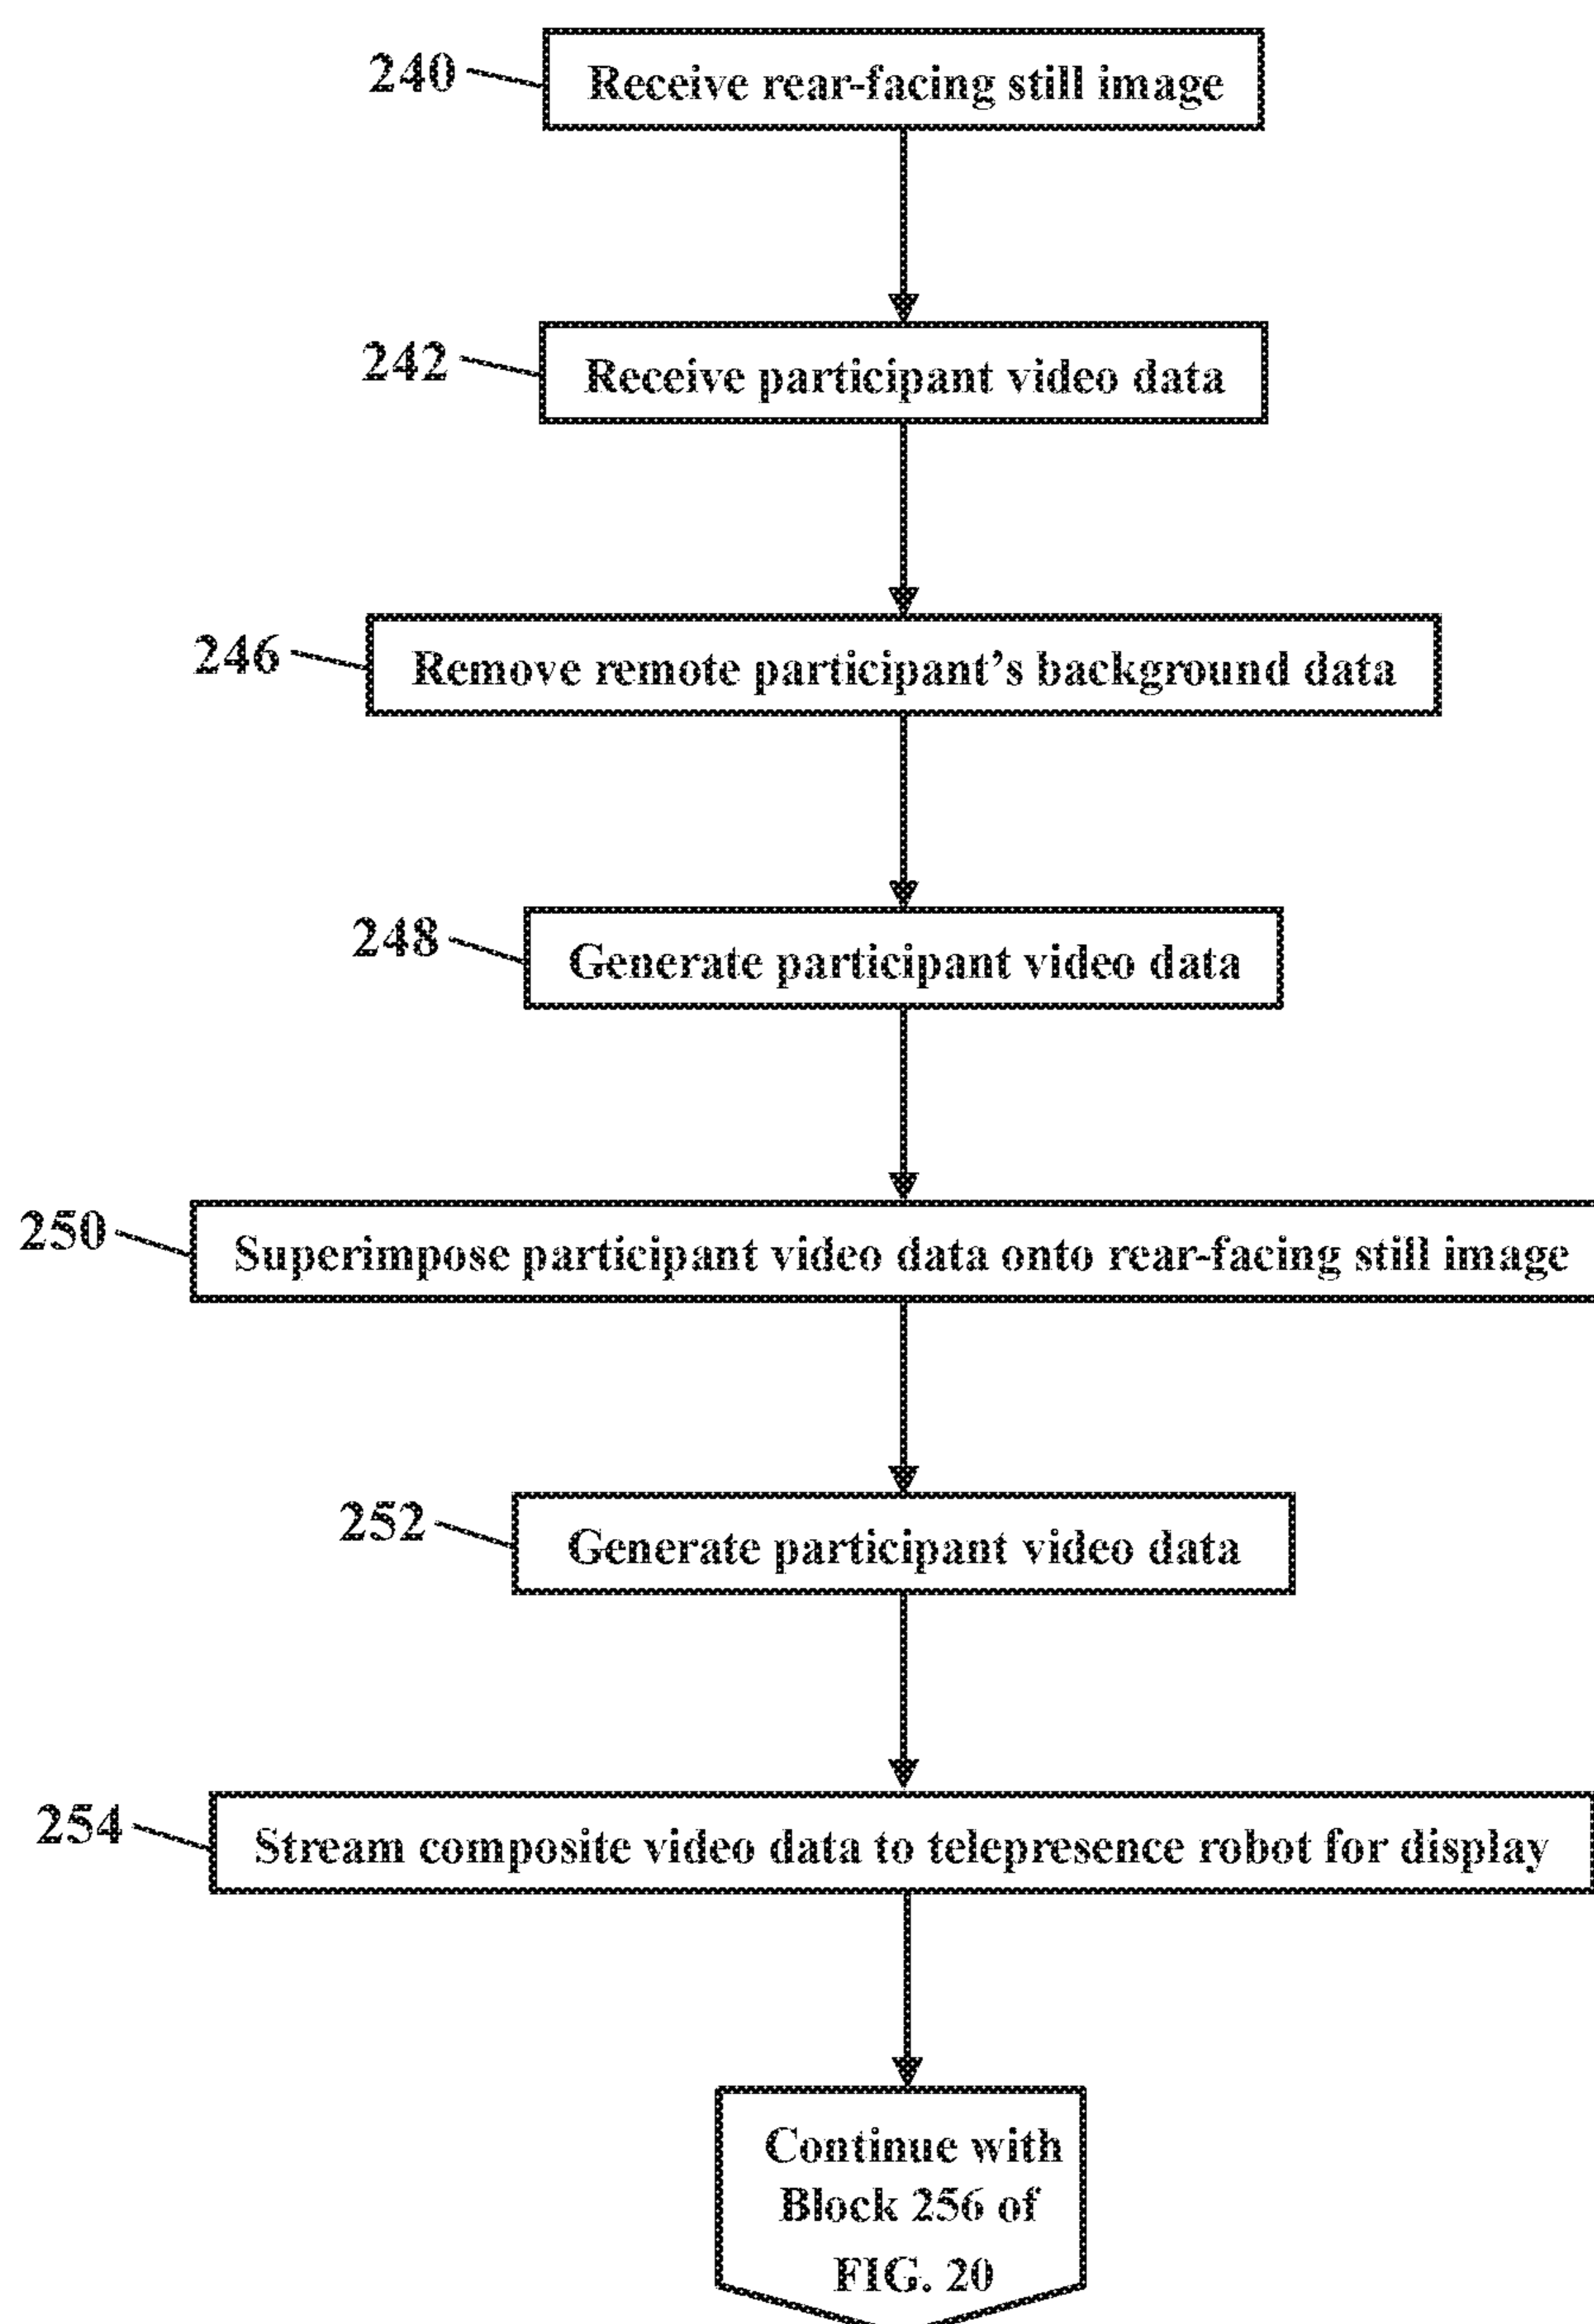 240
Receive rear-facing still image
242
Receive participant video data
246
Remove remote participant's background data
248
Generate participant video data
250
Superimpose participant video data onto rear-facing still image
252
Generate participant video data
254
Stream composite video data to telepresence robot for display
Continue with
Block 256 of
FIG. 20